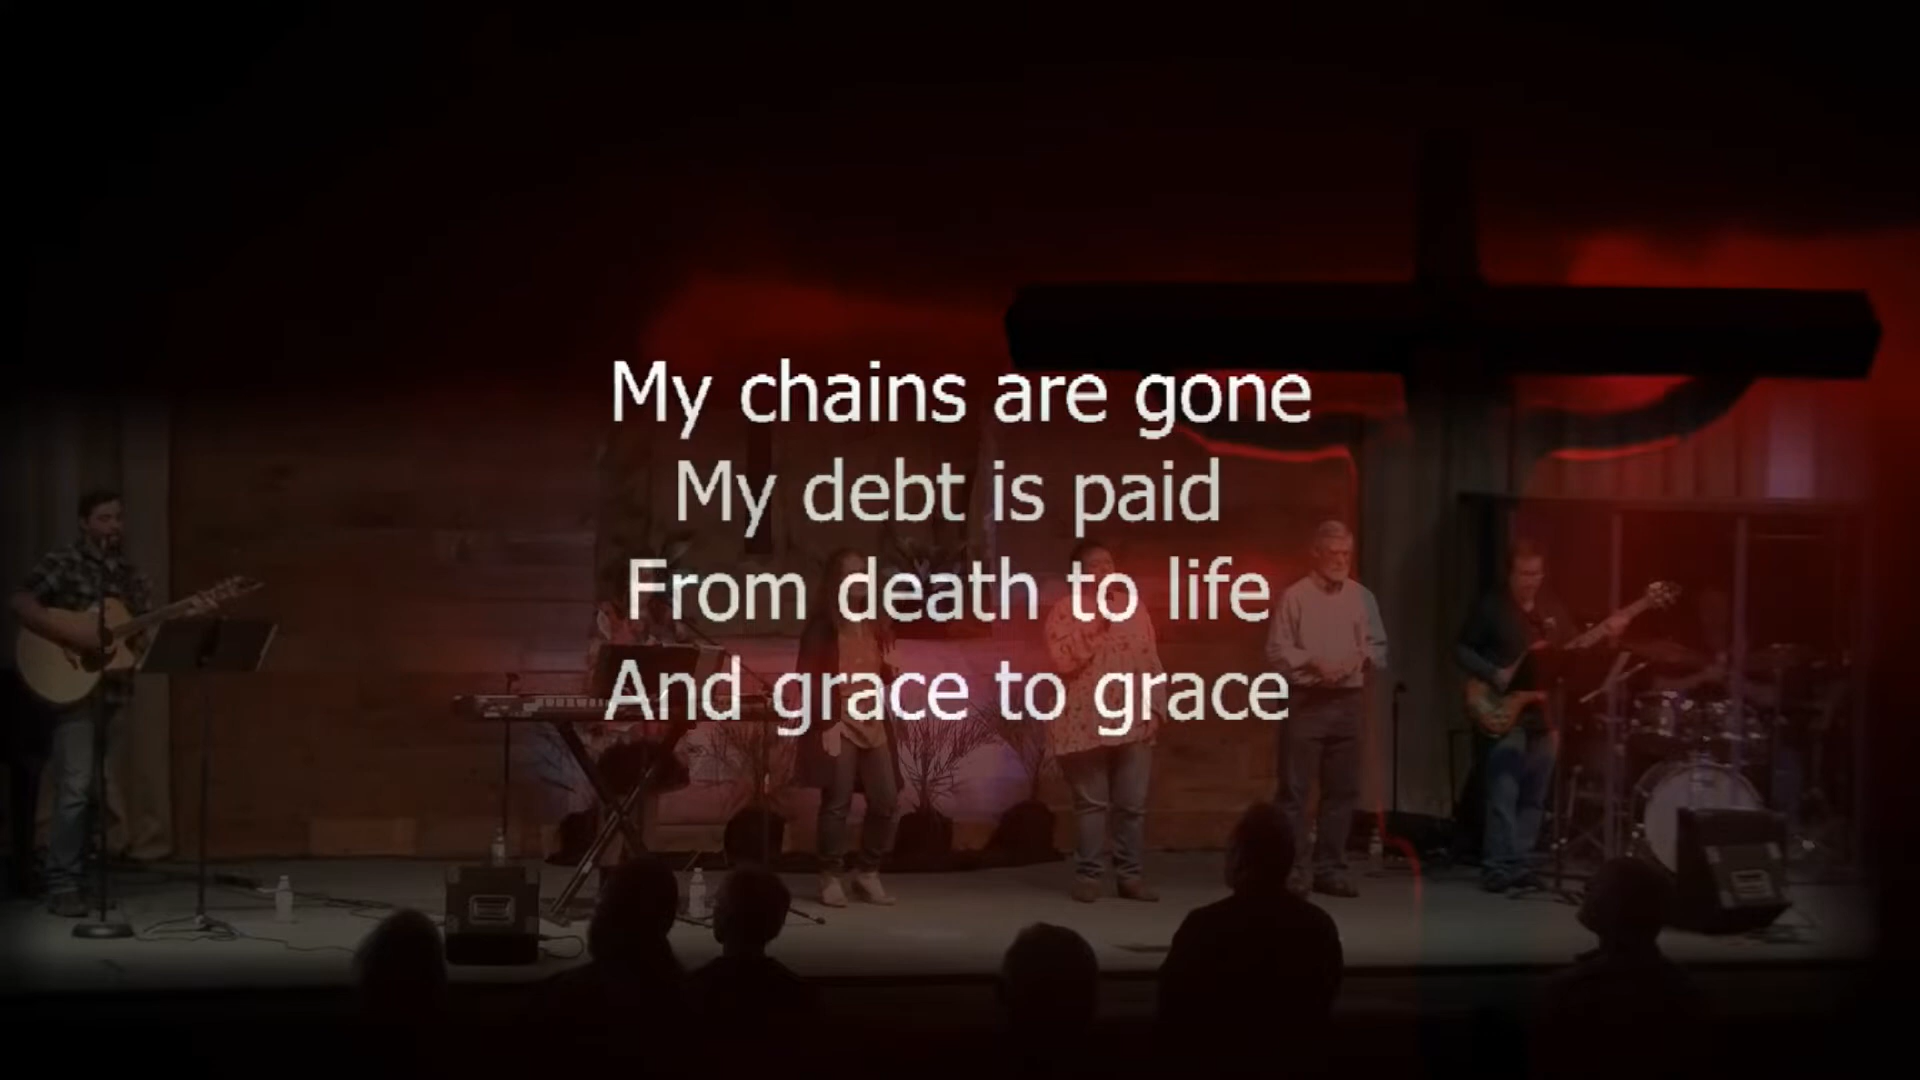 My chains are gone
My debt is paid
From death to life
And grace to grace